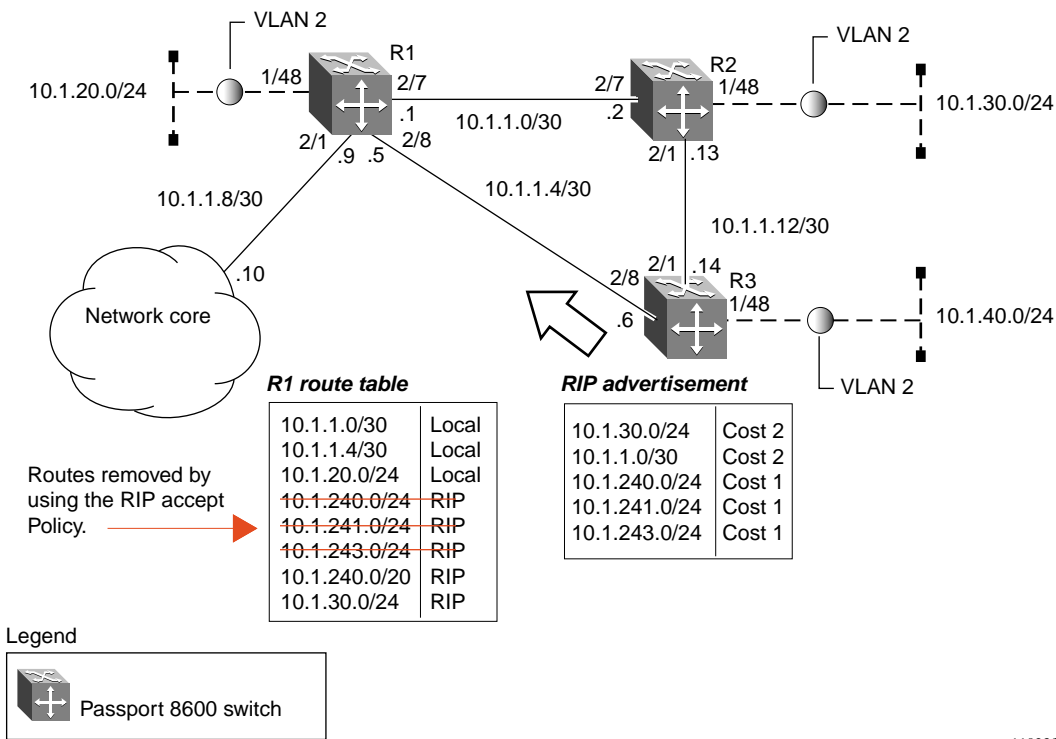 VLAN 2
VLAN 2
R1
R2
10.1.20.0/24
1/48
2/7
.1
2/7
.2
1/48
10.1.30.0/24
10.1.1.0/30
2/1
.9
.5
2/8
2/1
.13
10.1.1.8/30
10.1.1.4/30
10.1.1.12/30
.10
2/8
2/1
.14
R3
1/48
.6
10.1.40.0/24
Network core
VLAN 2
R1 route table
RIP advertisement
10.1.1.0/30 Local
10.1.1.4/30 Local
10.1.20.0/24 Local
10.1.240.0/24 RIP
10.1.241.0/24 RIP
10.1.243.0/24 RIP
10.1.240.0/20 RIP
10.1.30.0/24 RIP
10.1.30.0/24 Cost 2
10.1.1.0/30 Cost 2
10.1.240.0/24 Cost 1
10.1.241.0/24 Cost 1
10.1.243.0/24 Cost 1
Routes removed by
using the RIP accept
Policy.
Legend
Passport 8600 switch